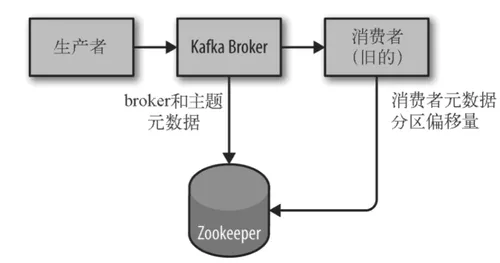 生产者
Kafka Broker
消费者
（旧的）
broker和主题
元数据
消费者元数据
分区偏移量
Zookeeper